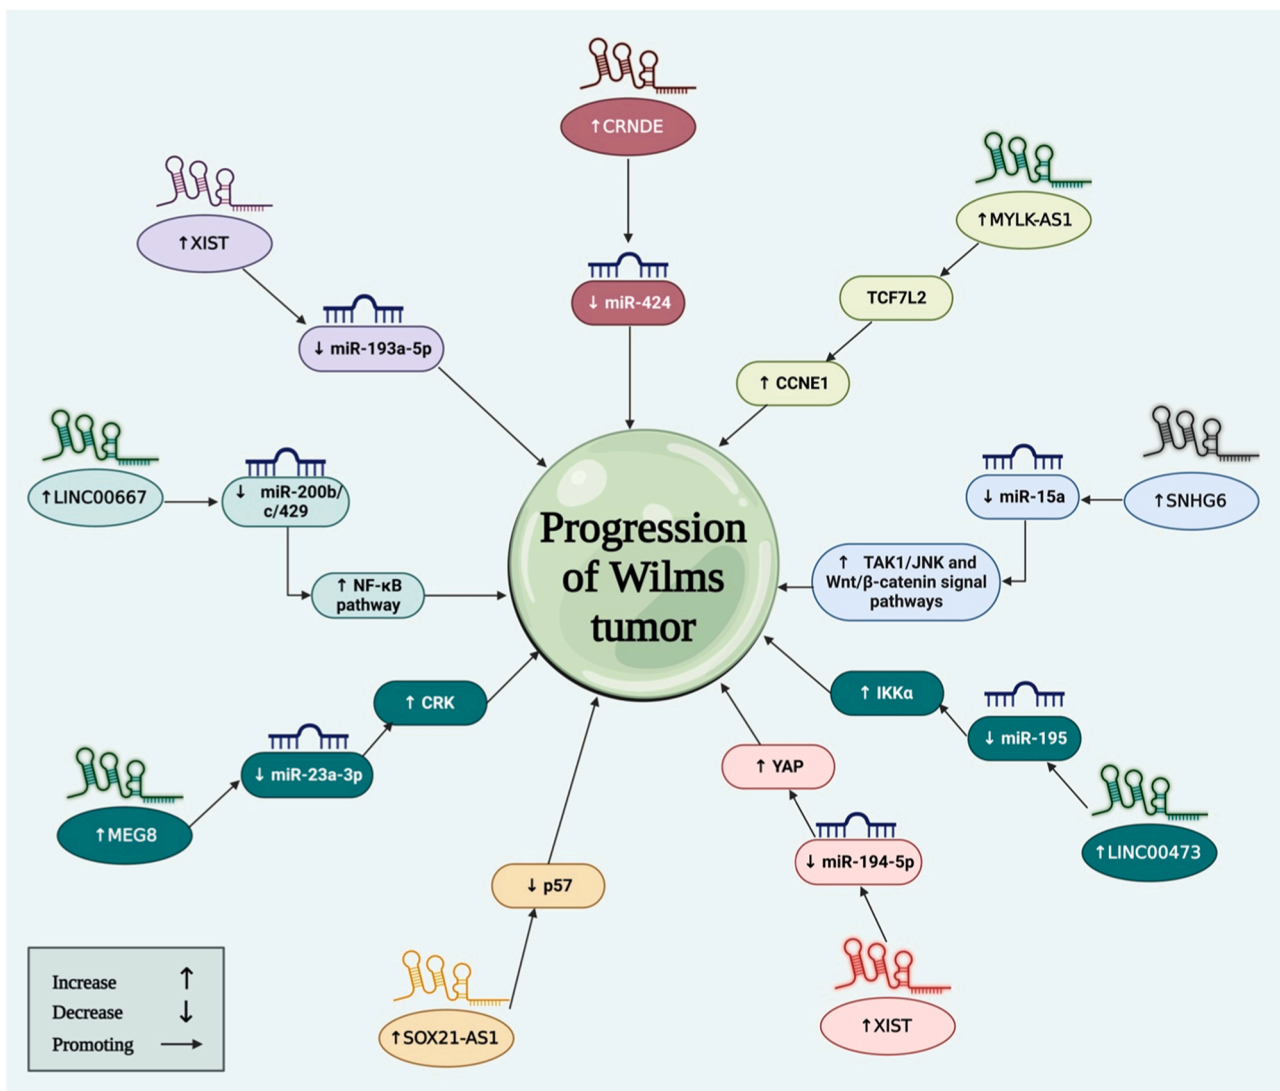 ↑CRNDE
↓ miR-424
↑XIST
↓ miR-193a-5p
↑MYLK-AS1
TCF7L2
↑ CCNE1
↑LINC00667
↓ miR-200b/
c/429
↑ NF-κB
pathway
↑SNHG6
↓ miR-15a
↑ TAK1/JNK and
Wnt/β-catenin signal
pathways
Progression
of Wilms
tumor
↑MEG8
↓ miR-23a-3p
↑ CRK
↑LINC00473
↓ miR-195
↑ IKKα
↑SOX21-AS1
↓ p57
↑XIST
↓ miR-194-5p
↑ YAP
Increase ↑
Decrease ↓
Promoting →